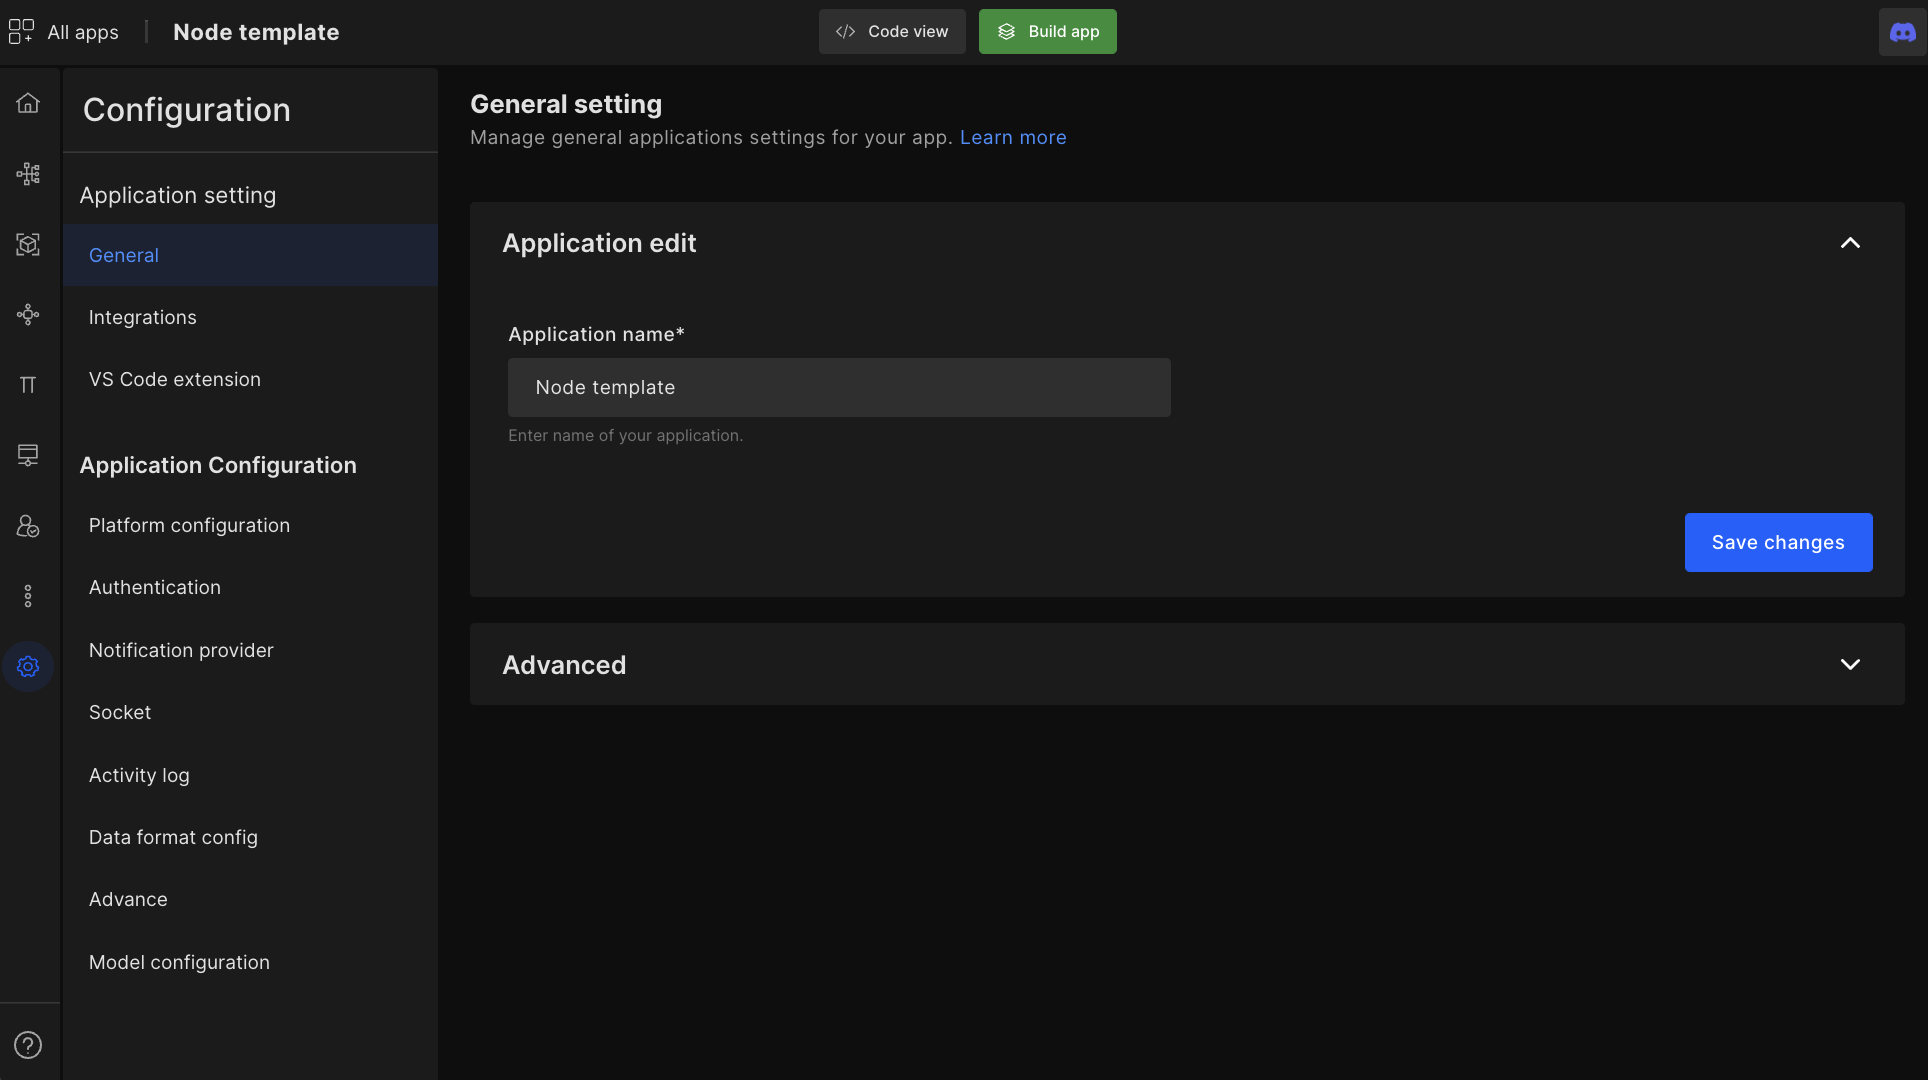 All apps
Node template
Code view
Build app
Configuration
Application setting
General
Integrations
VS Code extension
Application Configuration
Platform configuration
Authentication
Notification provider
Socket
Activity log
Data format config
Advance
Model configuration
General setting
Manage general applications settings for your app. Learn more
Application edit
Application name*
Node template
Enter name of your application.
Save changes
Advanced